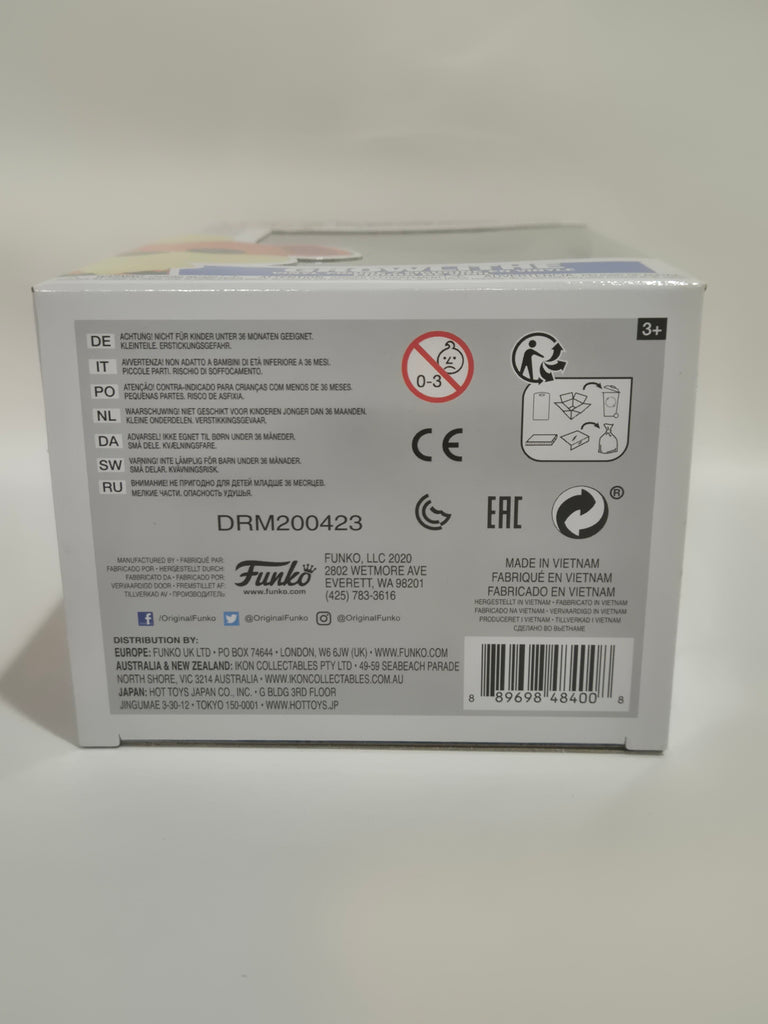 3+
DE ACHTUNG! NICHT FÜR KINDER UNTER 36 MONATEN GEEIGNET.
KLEINTEILE. ERSTICKUNGSGEFAHR.
IT AVVERTENZA! NON ADATTO A BAMBINI DI ETÀ INFERIORE A 36 MESI.
PICCOLE PARTI. RISCHIO DI SOFFOCAMENTO.
PO ATENÇÃO! CONTRA-INDICADO PARA CRIANÇAS COM MENOS DE 36 MESES.
PEQUENAS PARTES. RISCO DE ASFIXIA.
NL WAARSCHUWING! NIET GESCHIKT VOOR KINDEREN JONGER DAN 36 MAANDEN.
KLEINE ONDERDELEN. VERSTIKKINGSGEVAAR.
DA ADVARSEL! IKKE EGNET TIL BØRN UNDER 36 MÅNEDER.
SMÅ DELE. KVÆLNINGSFARE.
SW VARNING! INTE LÄMPLIG FÖR BARN UNDER 36 MÅNADER.
SMÅ DELAR. KVÄVNINGSRISK.
RU ВНИМАНИЕ! НЕ ПРИГОДНО ДЛЯ ДЕТЕЙ МЛАДШЕ 36 МЕСЯЦЕВ.
МЕЛКИЕ ЧАСТИ. ОПАСНОСТЬ УДУШЬЯ.
0-3
CE
EAC
®
DRM200423
MANUFACTURED BY • FABRIQUÉ PAR:
FABRICADO POR • HERGESTELLT DURCH:
FABBRICATO DA • FABRICADO POR:
VERVAARDIGD DOOR • FREMSTILLET AF:
TILLVERKAD AV • ПРОИЗВОДИТЕЛЬ:
Funko
www.funko.com
FUNKO, LLC 2020
2802 WETMORE AVE
EVERETT, WA 98201
(425) 783-3616
/OriginalFunko @OriginalFunko @OriginalFunko
MADE IN VIETNAM
FABRIQUÉ EN VIETNAM
FABRICADO EN VIETNAM
HERGESTELLT IN VIETNAM • FABBRICATO IN VIETNAM
FABRICADO NA VIETNAM • VERVAARDIGD IN VIETNAM
PRODUCERET I VIETNAM • TILLVERKAD I VIETNAM
СДЕЛАНО ВО ВЬЕТНАМЕ
DISTRIBUTION BY:
EUROPE: FUNKO UK LTD • PO BOX 74644 • LONDON, W6 6JW (UK) • WWW.FUNKO.COM
AUSTRALIA & NEW ZEALAND: IKON COLLECTABLES PTY LTD • 49-59 SEABEACH PARADE
NORTH SHORE, VIC 3214 AUSTRALIA • WWW.IKONCOLLECTABLES.COM.AU
JAPAN: HOT TOYS JAPAN CO., INC. • G BLDG 3RD FLOOR
JINGUMAE 3-30-12 • TOKYO 150-0001 • WWW.HOTTOYS.JP
8 89698 48400 8